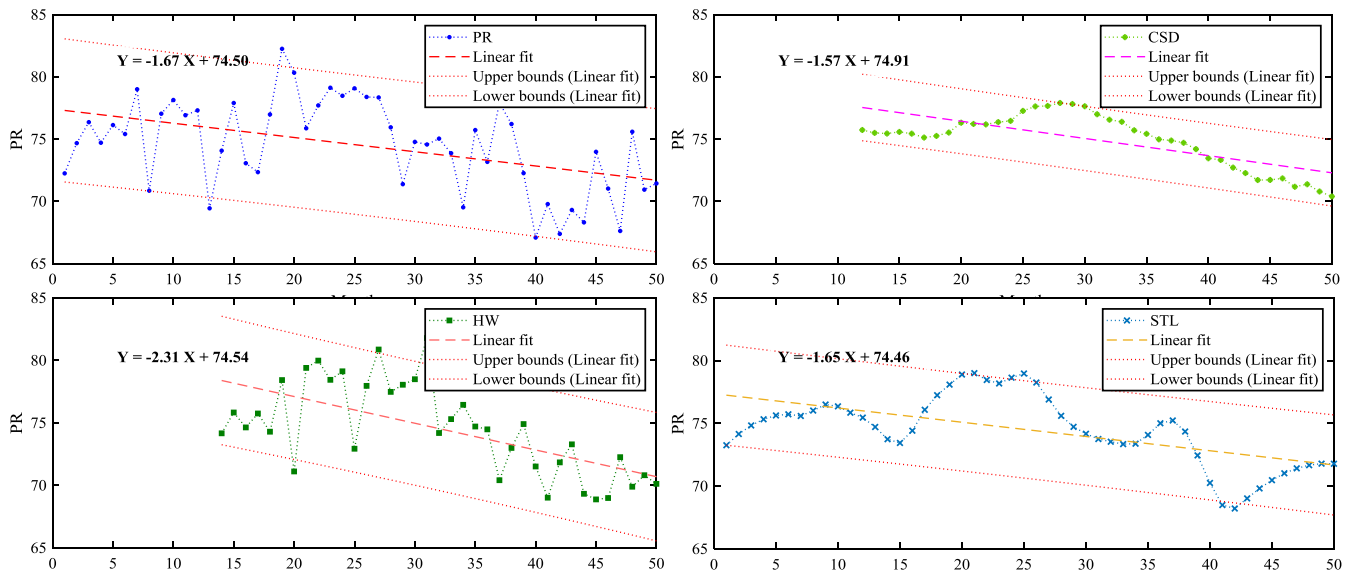 85
80
75
70
65
PR
Y = -1.67 X + 74.50
PR
Linear fit
Upper bounds (Linear fit)
Lower bounds (Linear fit)
0 5 10 15 20 25 30 35 40 45 50
85
80
75
70
65
PR
Y = -1.57 X + 74.91
CSD
Linear fit
Upper bounds (Linear fit)
Lower bounds (Linear fit)
0 5 10 15 20 25 30 35 40 45 50
85
80
75
70
65
PR
Y = -2.31 X + 74.54
HW
Linear fit
Upper bounds (Linear fit)
Lower bounds (Linear fit)
0 5 10 15 20 25 30 35 40 45 50
85
80
75
70
65
PR
Y = -1.65 X + 74.46
STL
Linear fit
Upper bounds (Linear fit)
Lower bounds (Linear fit)
0 5 10 15 20 25 30 35 40 45 50